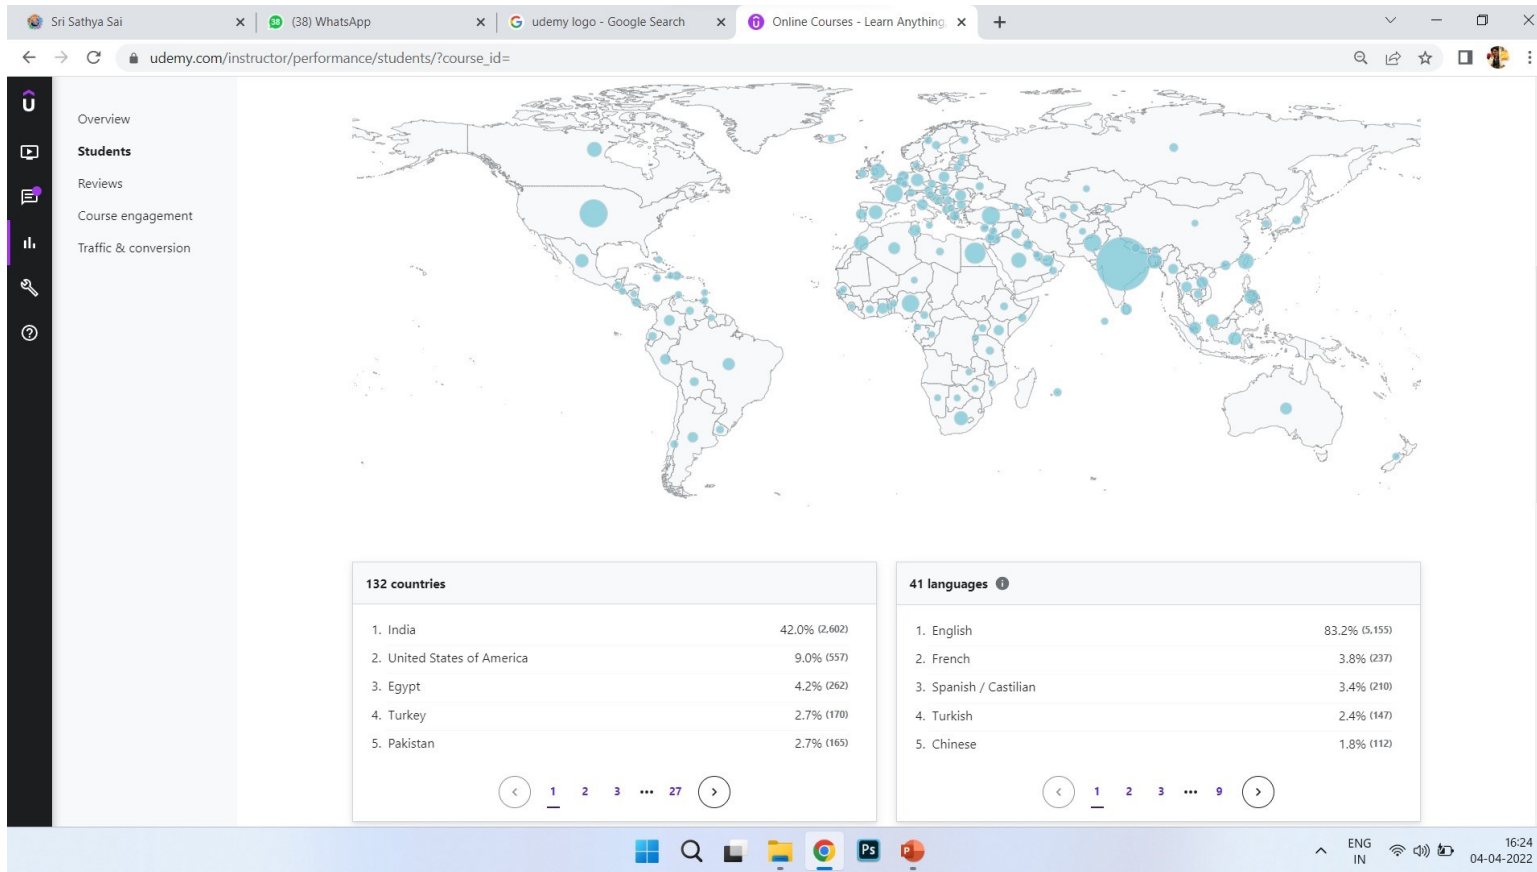 Sri Sathya Sai
(38) WhatsApp
udemy logo - Google Search
Online Courses - Learn Anything,
udemy.com/instructor/performance/students/?course_id=
Overview
Students
Reviews
Course engagement
Traffic & conversion
132 countries
1. India 42.0% (2,602)
2. United States of America 9.0% (557)
3. Egypt 4.2% (262)
4. Turkey 2.7% (170)
5. Pakistan 2.7% (165)
1 2 3 ••• 27
41 languages
1. English 83.2% (5,155)
2. French 3.8% (237)
3. Spanish / Castilian 3.4% (210)
4. Turkish 2.4% (147)
5. Chinese 1.8% (112)
1 2 3 ••• 9
Ps
P
ENG
IN
16:24
04-04-2022